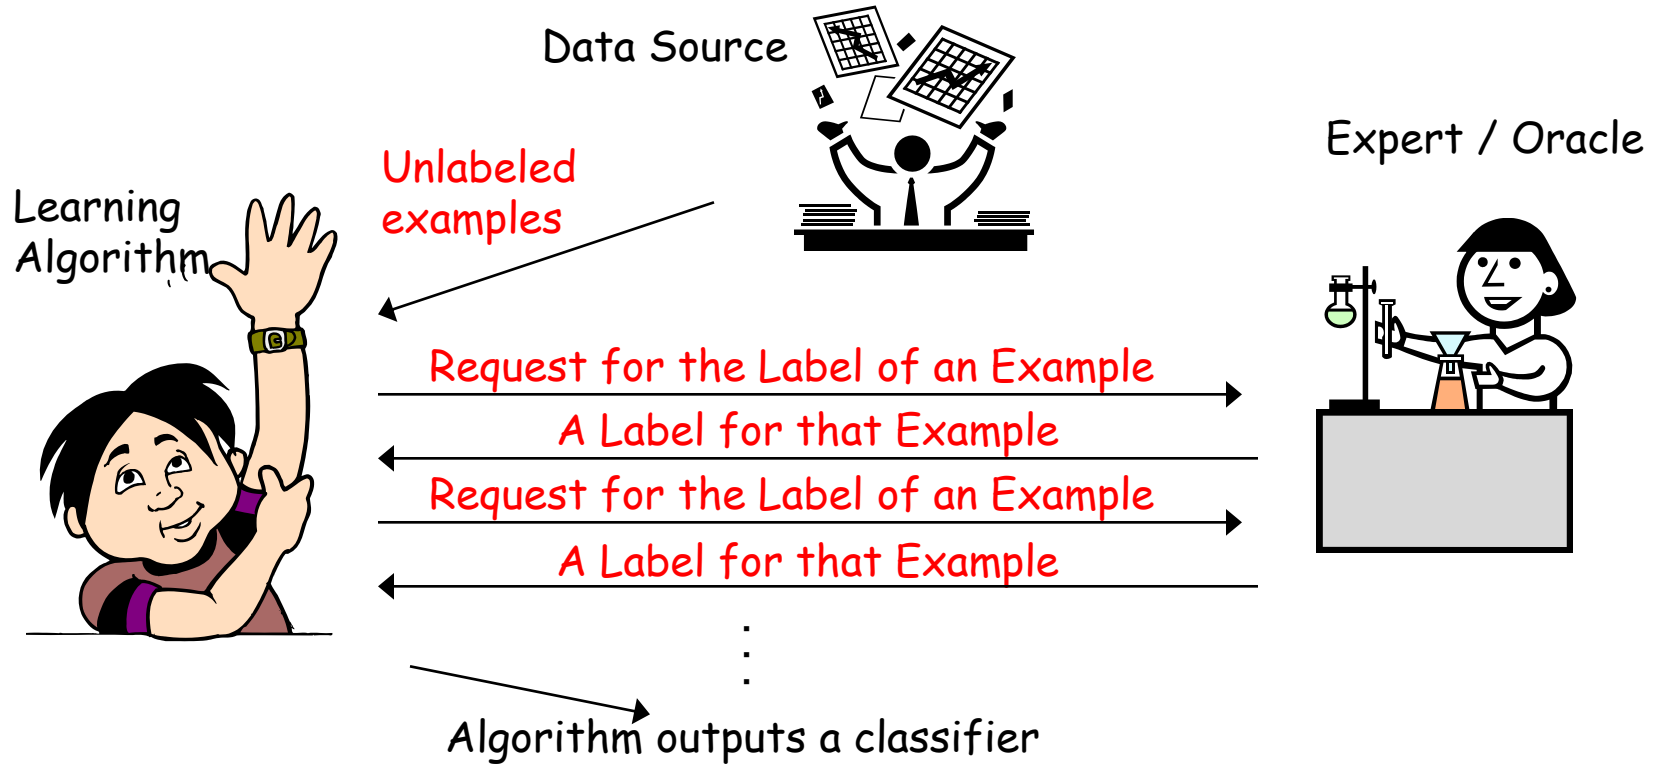 Data Source
Expert / Oracle
Unlabeled
examples
Learning
Algorithm
Request for the Label of an Example
A Label for that Example
Request for the Label of an Example
A Label for that Example
.
.
.
Algorithm outputs a classifier